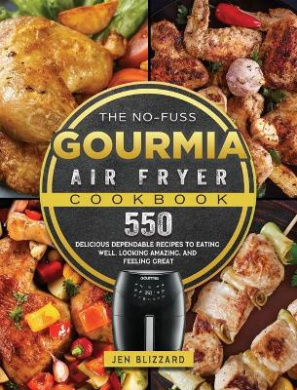 THE NO-FUSS
GOURMIA
AIR FRYER
COOKBOOK
550
DELICIOUS DEPENDABLE RECIPES TO EATING
WELL, LOOKING AMAZING, AND
FEELING GREAT
GOURMIA
JEN BLIZZARD